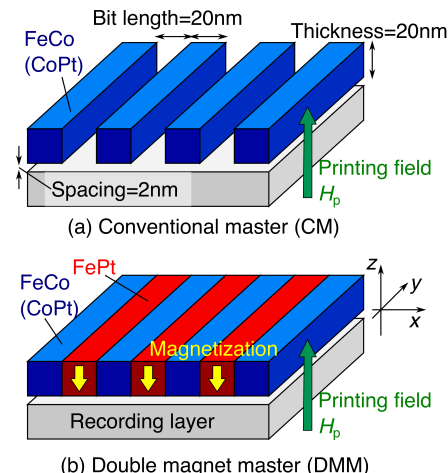 Bit length=20nm
Thickness=20nm
FeCo
(CoPt)
Printing field
Hp
Spacing=2nm
(a) Conventional master (CM)
FePt
FeCo
(CoPt)
z
y
x
Magnetization
Printing field
Hp
Recording layer
(b) Double magnet master (DMM)